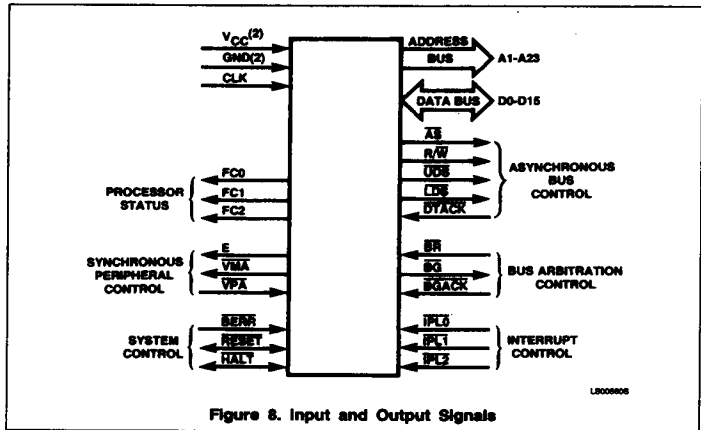 VCC(2)
GND(2)
CLK
ADDRESS
BUS
A1-A23
DATA BUS
D0-D15
AS
R/W
UDS
LDS
DTACK
ASYNCHRONOUS
BUS
CONTROL
PROCESSOR
STATUS
FC0
FC1
FC2
SYNCHRONOUS
PERIPHERAL
CONTROL
E
VMA
VPA
BR
BG
BGACK
BUS ARBITRATION
CONTROL
SYSTEM
CONTROL
BERR
RESET
HALT
IPL0
IPL1
IPL2
INTERRUPT
CONTROL
Figure 8. Input and Output Signals